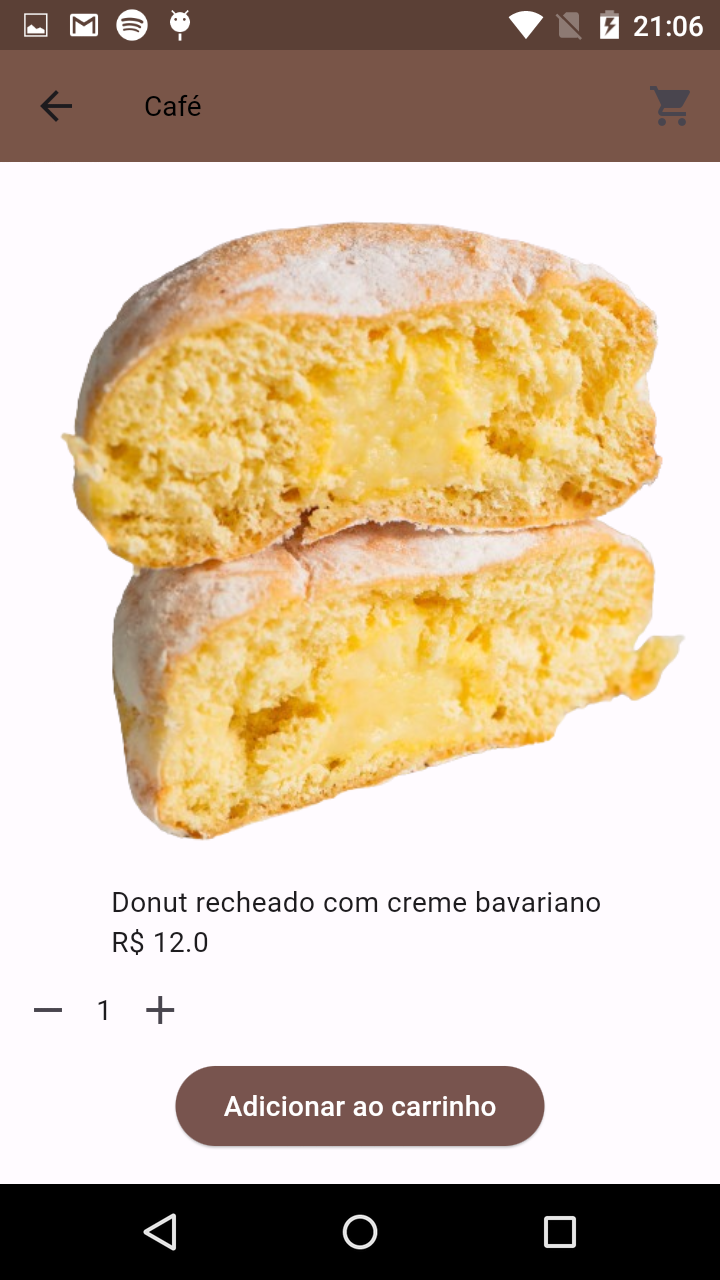 21:06
Café
Donut recheado com creme bavariano
R$ 12.0
1
Adicionar ao carrinho